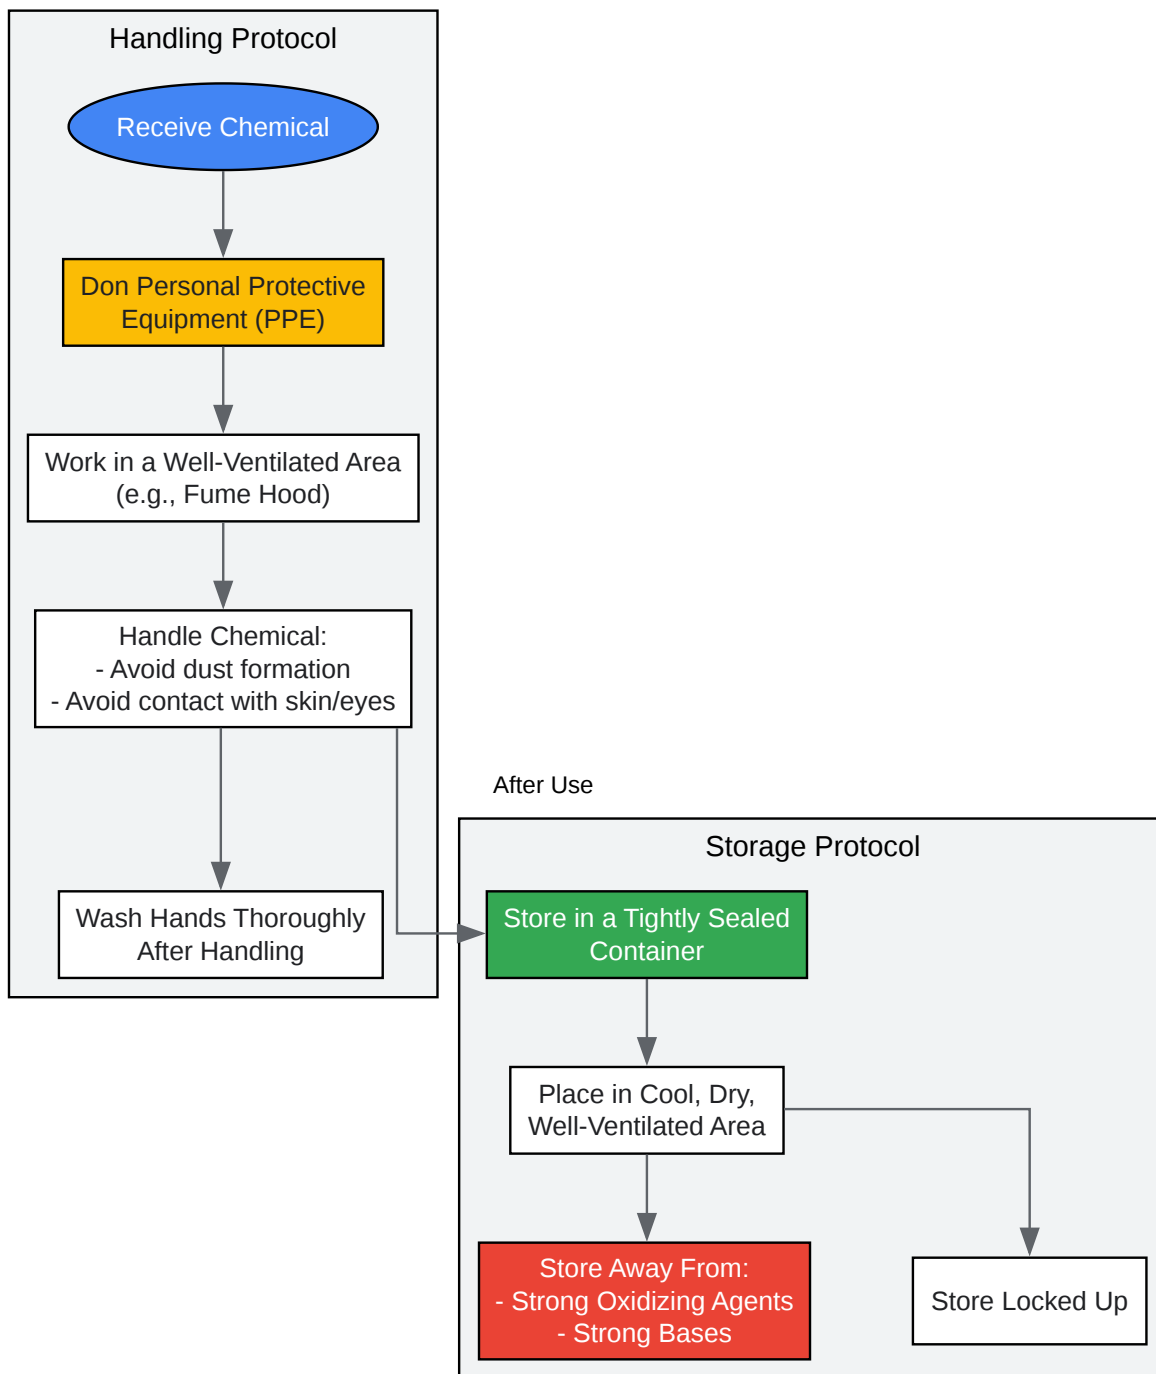 Handling Protocol
Receive Chemical
Don Personal Protective
Equipment (PPE)
Work in a Well-Ventilated Area
(e.g., Fume Hood)
Handle Chemical:
- Avoid dust formation
- Avoid contact with skin/eyes
Wash Hands Thoroughly
After Handling
After Use
Storage Protocol
Store in a Tightly Sealed
Container
Place in Cool, Dry,
Well-Ventilated Area
Store Away From:
- Strong Oxidizing Agents
- Strong Bases
Store Locked Up